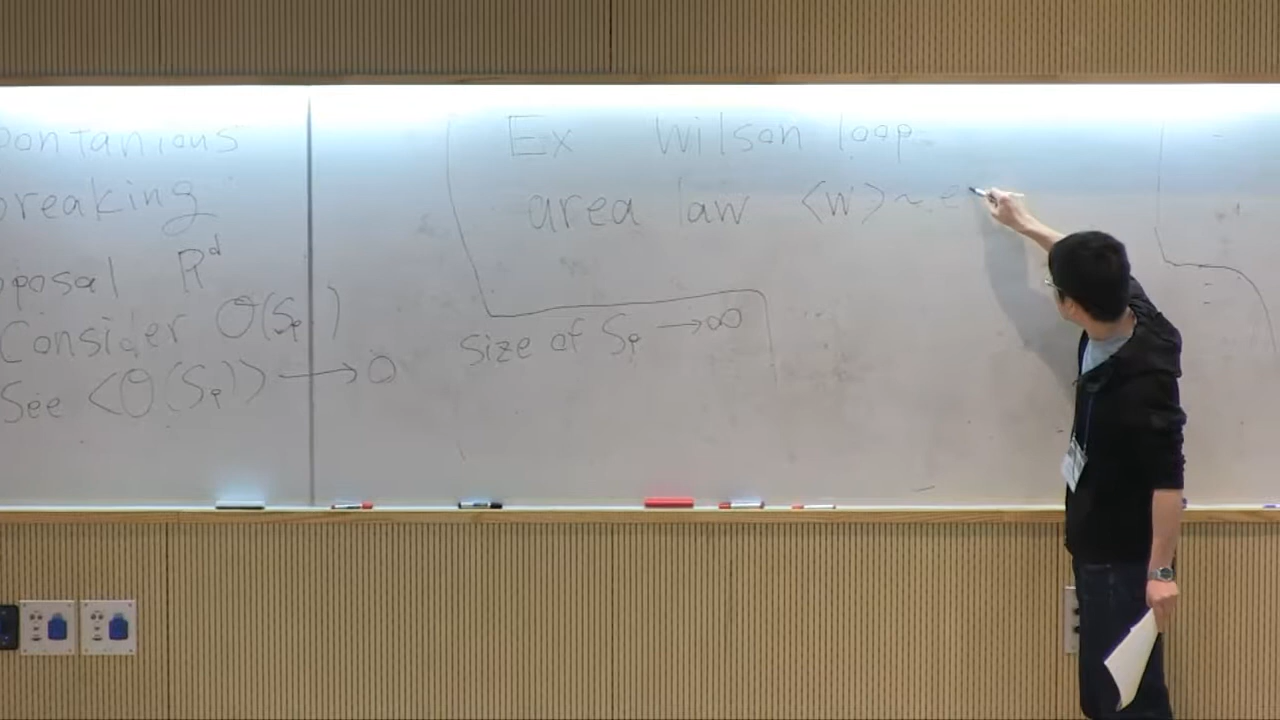 pontanious
breaking
posal R^d
Consider O(S_p)
See <O(S_p)> → 0
size of S_p → ∞
Ex Wilson loop
area law <W> ~ e